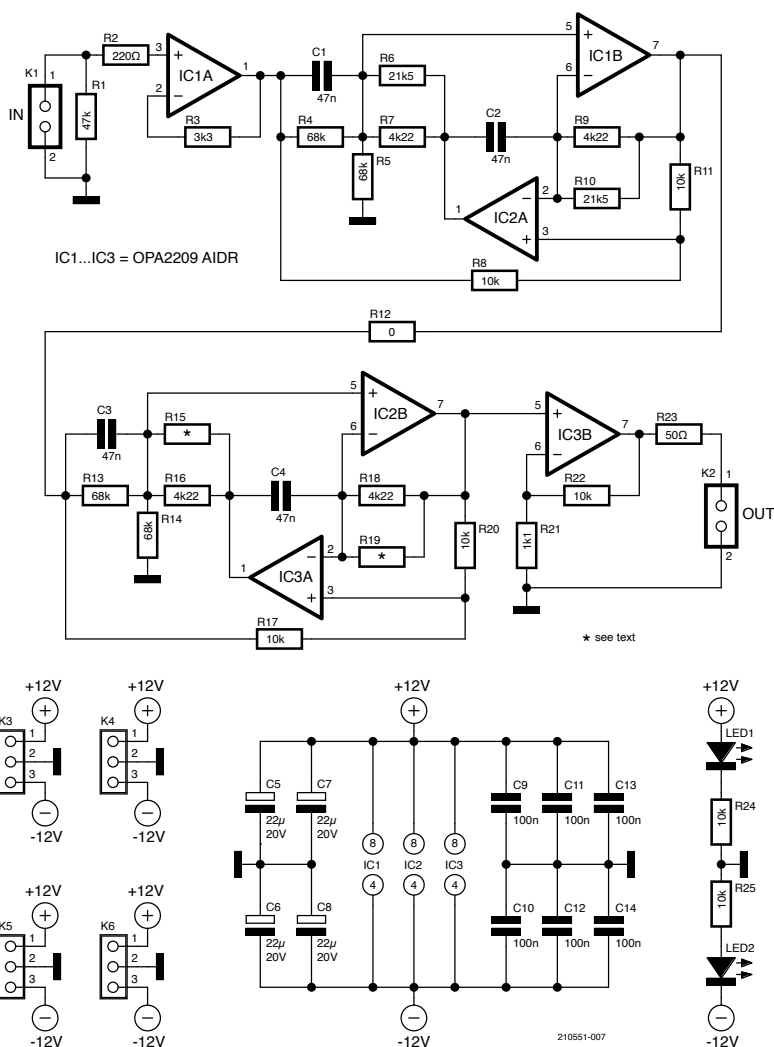 K1
1
IN
2
R1
47k
R2
220Ω
3
+
IC1A
1
2
−
R3
3k3
C1
47n
R4
68k
R5
68k
R6
21k5
R7
4k22
C2
47n
5
+
IC1B
7
6
−
R9
4k22
R10
21k5
R11
10k
2
−
IC2A
1
+
3
R8
10k
IC1...IC3 = OPA2209 AIDR
R12
0
C3
47n
R13
68k
R14
68k
R15
*
R16
4k22
C4
47n
5
+
IC2B
7
6
−
R18
4k22
R19
*
R20
10k
2
−
IC3A
1
+
3
R17
10k
5
+
IC3B
7
6
−
R22
10k
R21
1k1
R23
50Ω
K2
1
OUT
2
* see text
+12V
+
K3
1
2
3
−
-12V
+12V
+
K4
1
2
3
−
-12V
+12V
+
K5
1
2
3
−
-12V
+12V
+
K6
1
2
3
−
-12V
+12V
+
C5
22µ
20V
C7
22µ
20V
C6
22µ
20V
C8
22µ
20V
8
IC1
4
8
IC2
4
8
IC3
4
C9
100n
C11
100n
C13
100n
C10
100n
C12
100n
C14
100n
−
-12V
210551-007
+12V
+
LED1
R24
10k
R25
10k
LED2
−
-12V